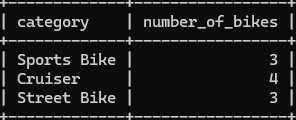 category number_of_bikes
Sports Bike 3
Cruiser 4
Street Bike 3